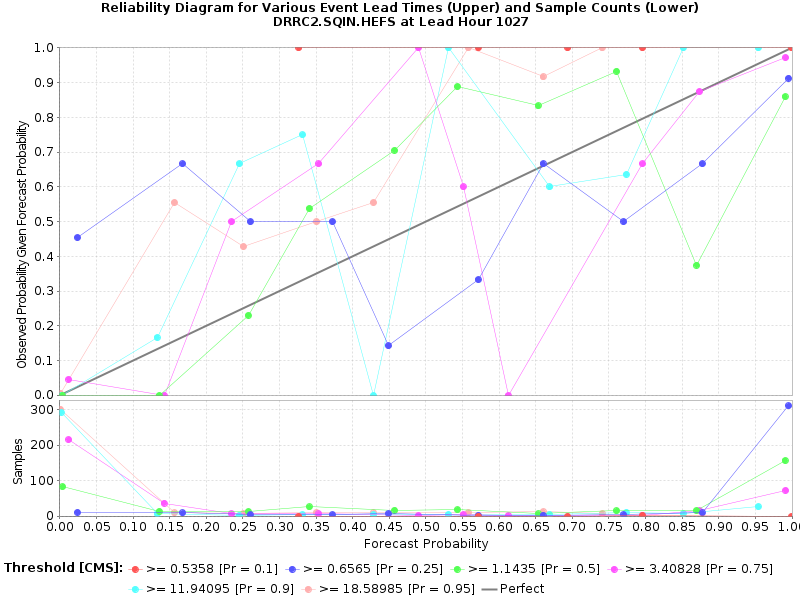 Reliability Diagram for Various Event Lead Times (Upper) and Sample Counts (Lower)
DRRC2.SQIN.HEFS at Lead Hour 1027
Observed Probability Given Forecast Probability
1.0
0.9
0.8
0.7
0.6
0.5
0.4
0.3
0.2
0.1
0.0
Samples
300
200
100
0
0.00 0.05 0.10 0.15 0.20 0.25 0.30 0.35 0.40 0.45 0.50 0.55 0.60 0.65 0.70 0.75 0.80 0.85 0.90 0.95 1.00
Forecast Probability
Threshold [CMS]: >= 0.5358 [Pr = 0.1] >= 0.6565 [Pr = 0.25] >= 1.1435 [Pr = 0.5] >= 3.40828 [Pr = 0.75]
>= 11.94095 [Pr = 0.9] >= 18.58985 [Pr = 0.95] Perfect